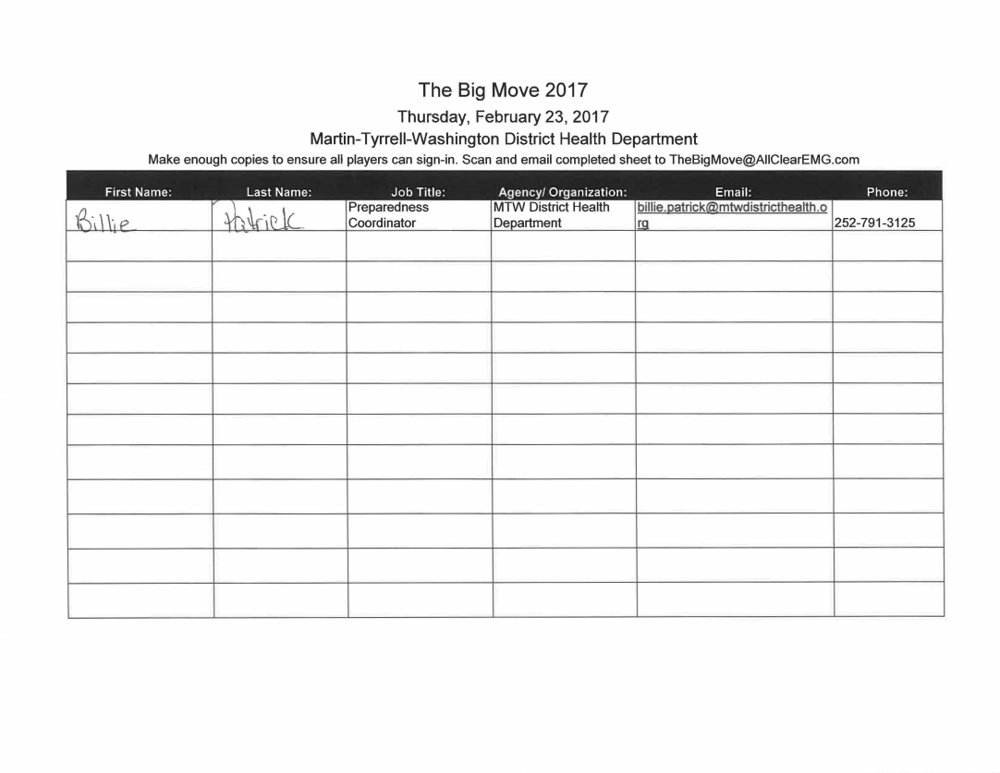 The Big Move 2017
Thursday, February 23, 2017
Martin-Tyrrell-Washington District Health Department
Make enough copies to ensure all players can sign-in. Scan and email completed sheet to TheBigMove@AllClearEMG.com
First Name: Last Name: Job Title: Agency/ Organization: Email: Phone:
Billie Patrick Preparedness Coordinator MTW District Health Department billie.patrick@mtwdistricthealth.org 252-791-3125